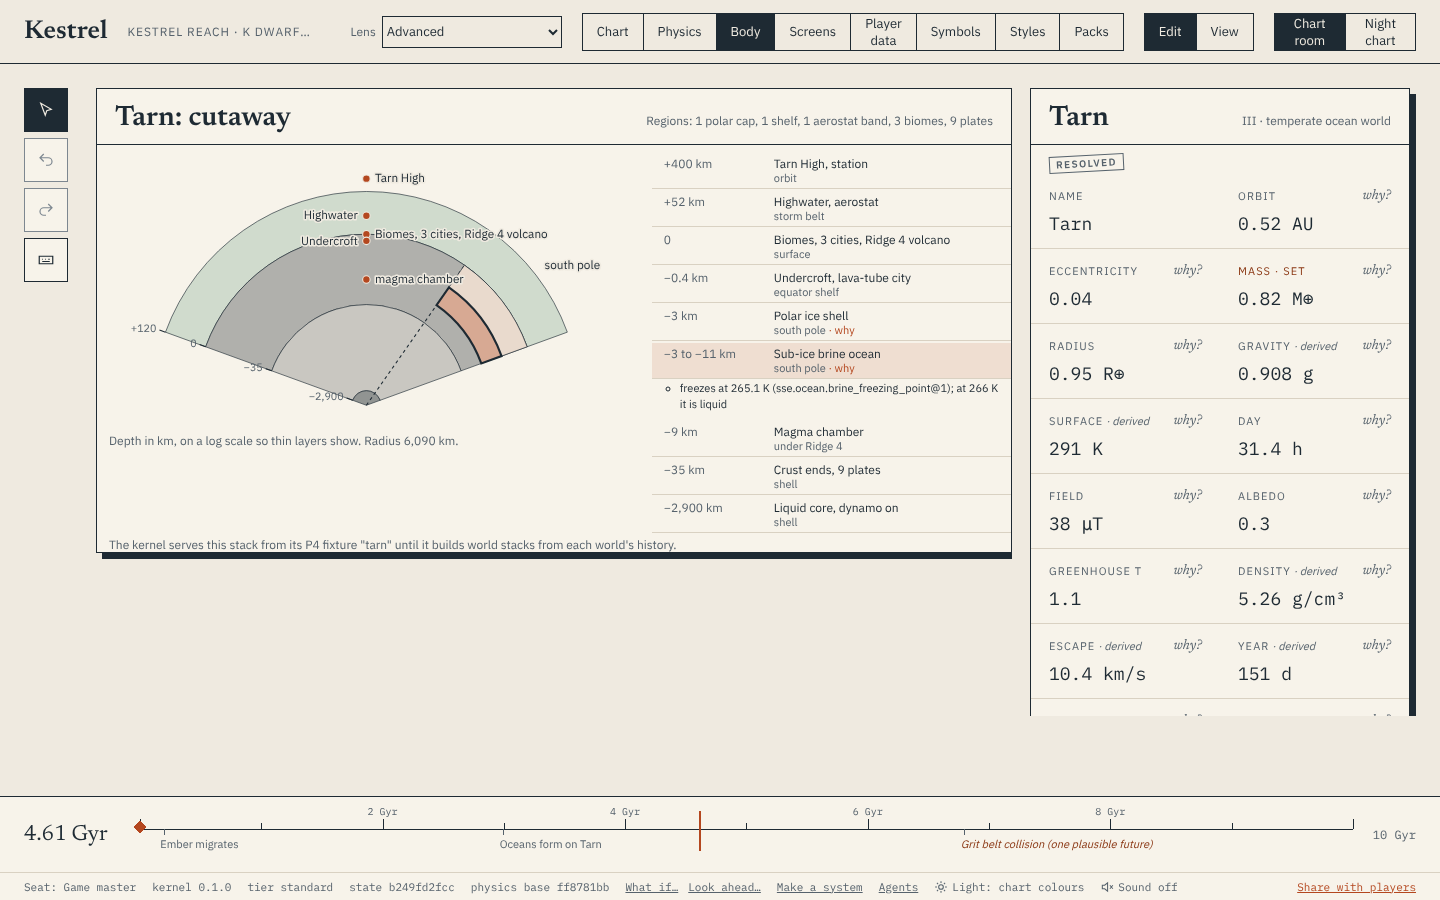 Kestrel
KESTREL REACH · K DWARF…
Lens
Advanced
Chart
Physics
Body
Screens
Player data
Symbols
Styles
Packs
Edit
View
Chart room
Night chart
Tarn: cutaway
Regions: 1 polar cap, 1 shelf, 1 aerostat band, 3 biomes, 9 plates
Tarn High
Highwater
Biomes, 3 cities, Ridge 4 volcano
Undercroft
south pole
magma chamber
+120
0
−35
−2,900
Depth in km, on a log scale so thin layers show. Radius 6,090 km.
+400 km Tarn High, station
orbit
+52 km Highwater, aerostat
storm belt
0 Biomes, 3 cities, Ridge 4 volcano
surface
−0.4 km Undercroft, lava-tube city
equator shelf
−3 km Polar ice shell
south pole · why
−3 to −11 km Sub-ice brine ocean
south pole · why
freezes at 265.1 K (sse.ocean.brine_freezing_point@1); at 266 K
it is liquid
−9 km Magma chamber
under Ridge 4
−35 km Crust ends, 9 plates
shell
−2,900 km Liquid core, dynamo on
shell
The kernel serves this stack from its P4 fixture "tarn" until it builds world stacks from each world's history.
Tarn
III · temperate ocean world
RESOLVED
NAME ORBIT why?
Tarn 0.52 AU
ECCENTRICITY why? MASS · SET why?
0.04 0.82 M⊕
RADIUS why? GRAVITY · derived why?
0.95 R⊕ 0.908 g
SURFACE · derived why? DAY why?
291 K 31.4 h
FIELD why? ALBEDO why?
38 µT 0.3
GREENHOUSE T why? DENSITY · derived why?
1.1 5.26 g/cm³
ESCAPE · derived why? YEAR · derived why?
10.4 km/s 151 d
4.61 Gyr
2 Gyr 4 Gyr 6 Gyr 8 Gyr
10 Gyr
Ember migrates
Oceans form on Tarn
Grit belt collision (one plausible future)
Seat: Game master kernel 0.1.0 tier standard state b249fd2fcc physics base ff8781bb What if… Look ahead… Make a system Agents Light: chart colours Sound off Share with players